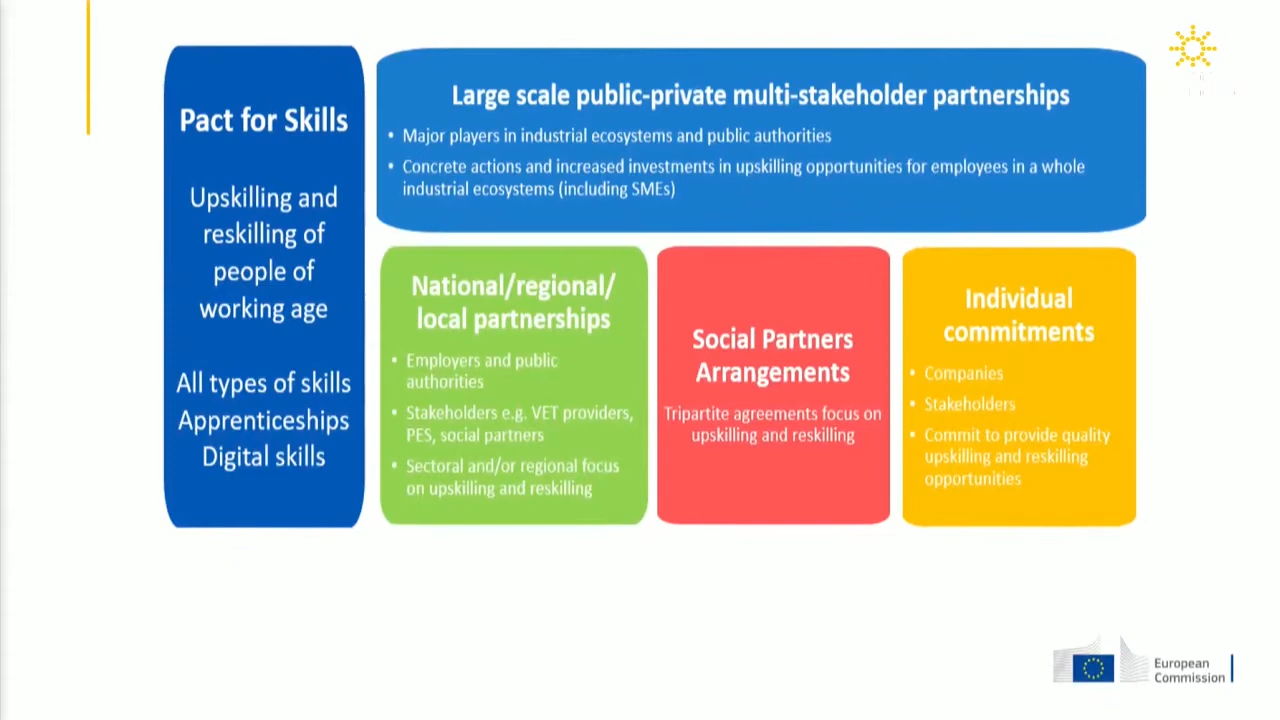 Pact for Skills
Upskilling and
reskilling of
people of
working age
All types of skills
Apprenticeships
Digital skills
Large scale public-private multi-stakeholder partnerships
• Major players in industrial ecosystems and public authorities
• Concrete actions and increased investments in upskilling opportunities for employees in a whole
industrial ecosystems (including SMEs)
National/regional/
local partnerships
• Employers and public
authorities
• Stakeholders e.g. VET providers,
PES, social partners
• Sectoral and/or regional focus
on upskilling and reskilling
Social Partners
Arrangements
Tripartite agreements focus on
upskilling and reskilling
Individual
commitments
• Companies
• Stakeholders
• Commit to provide quality
upskilling and reskilling
opportunities
European
Commission